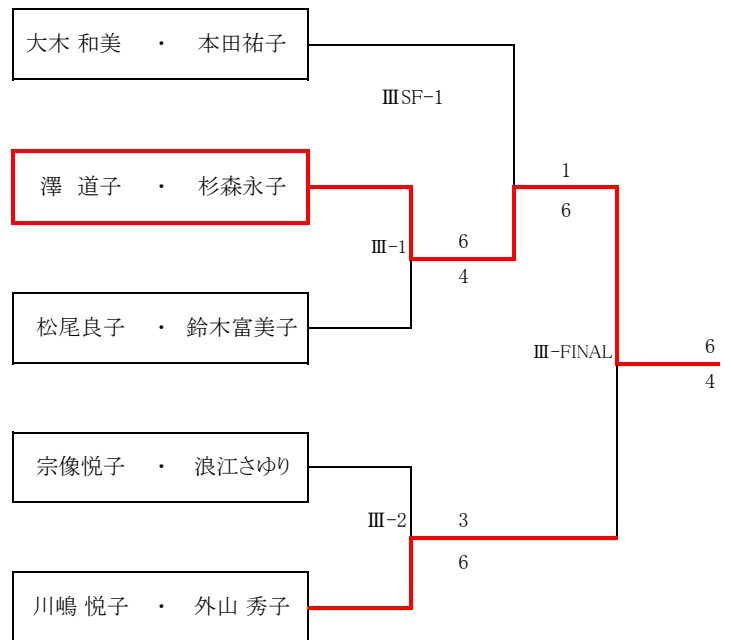 大木 和美 ・ 本田祐子
ⅢSF-1
1
澤 道子 ・ 杉森永子
6
Ⅲ-1
6
4
松尾良子 ・ 鈴木富美子
Ⅲ-FINAL
6
4
宗像悦子 ・ 浪江さゆり
Ⅲ-2
3
6
川嶋 悦子 ・ 外山 秀子